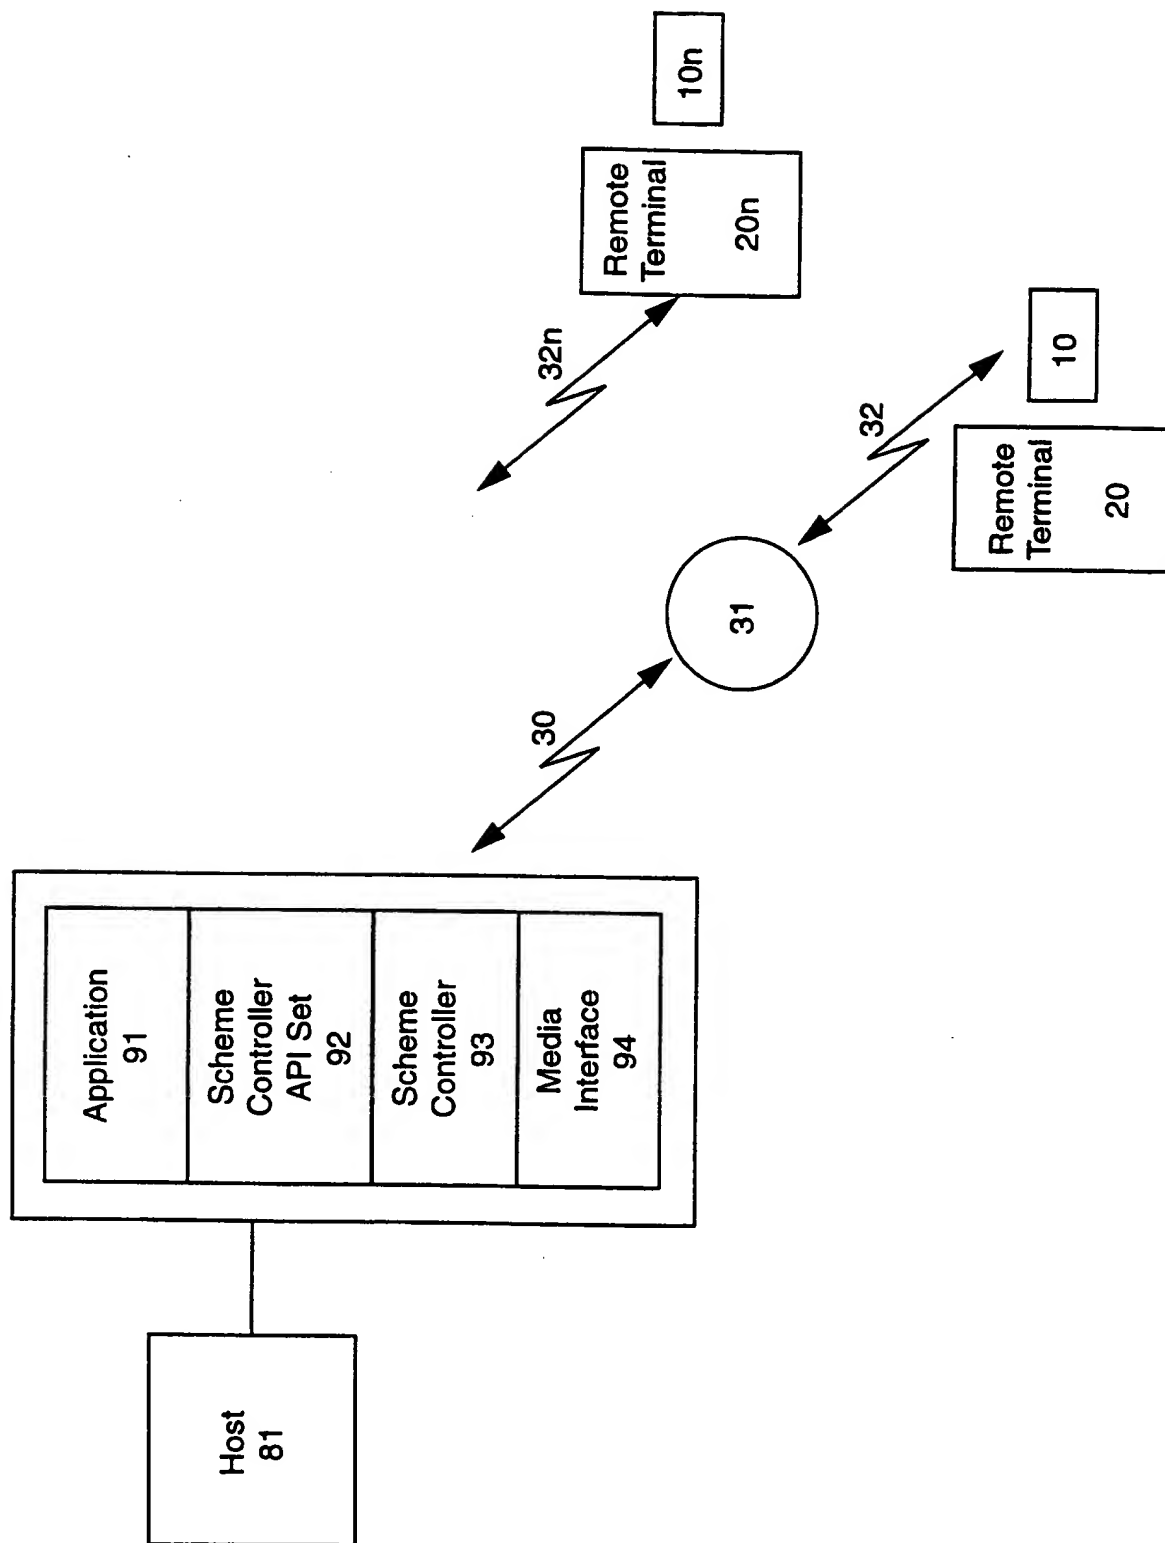 Host
81
Application
91
Scheme
Controller
API Set
92
Scheme
Controller
93
Media
Interface
94
30
31
32
32n
Remote
Terminal
20
10
Remote
Terminal
20n
10n